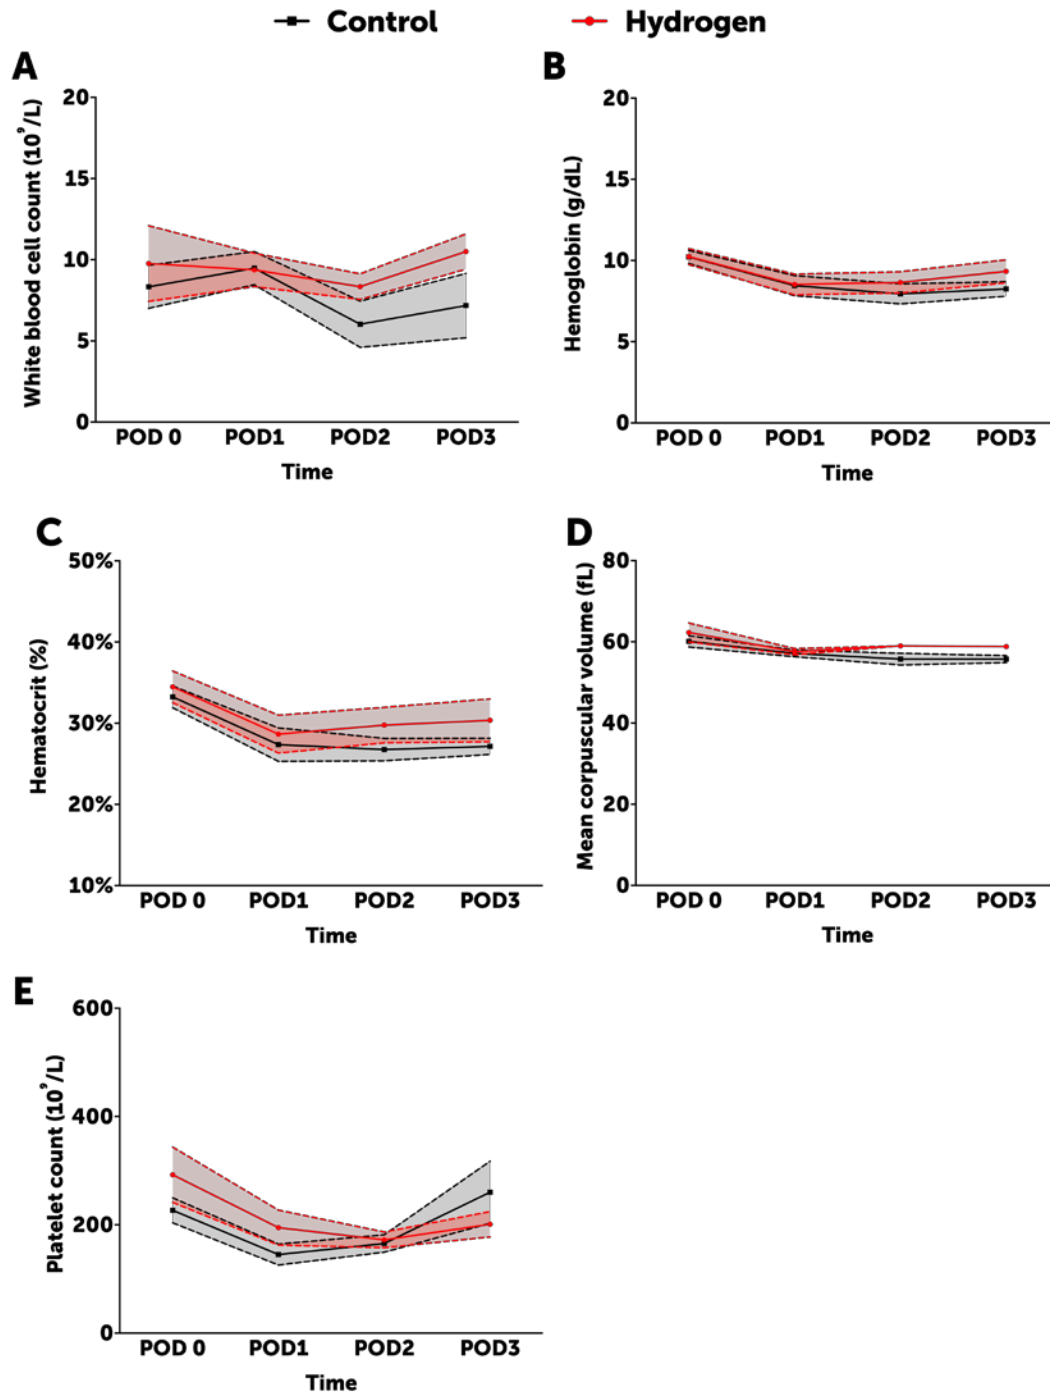 Control Hydrogen
A
White blood cell count (10⁹/L)
20
15
10
5
0
POD 0 POD1 POD2 POD3
Time
B
Hemoglobin (g/dL)
20
15
10
5
0
POD 0 POD1 POD2 POD3
Time
C
Hematocrit (%)
50%
40%
30%
20%
10%
POD 0 POD1 POD2 POD3
Time
D
Mean corpuscular volume (fL)
80
60
40
20
0
POD 0 POD1 POD2 POD3
Time
E
Platelet count (10⁹/L)
600
400
200
0
POD 0 POD1 POD2 POD3
Time